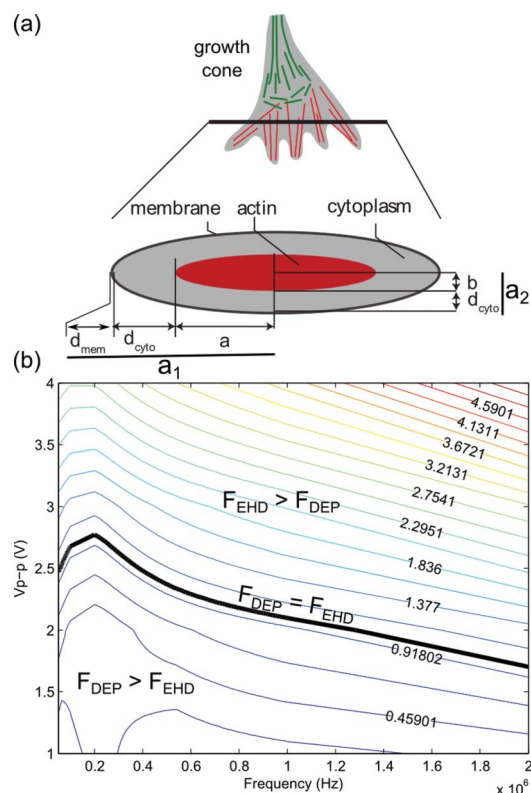 (a)
growth
cone
membrane actin cytoplasm
b
d_cyto
a₂
d_mem d_cyto a
a₁
(b)
4
4.5901
4.1311
3.6721
3.5
3.2131
2.7541
3
F_EHD > F_DEP
2.2951
1.836
2.5
1.377
F_DEP = F_EHD
2
0.91802
F_DEP > F_EHD
1.5
0.45901
1
Vp-p (V)
0.2 0.4 0.6 0.8 1 1.2 1.4 1.6 1.8 2
Frequency (Hz)
x 10⁶